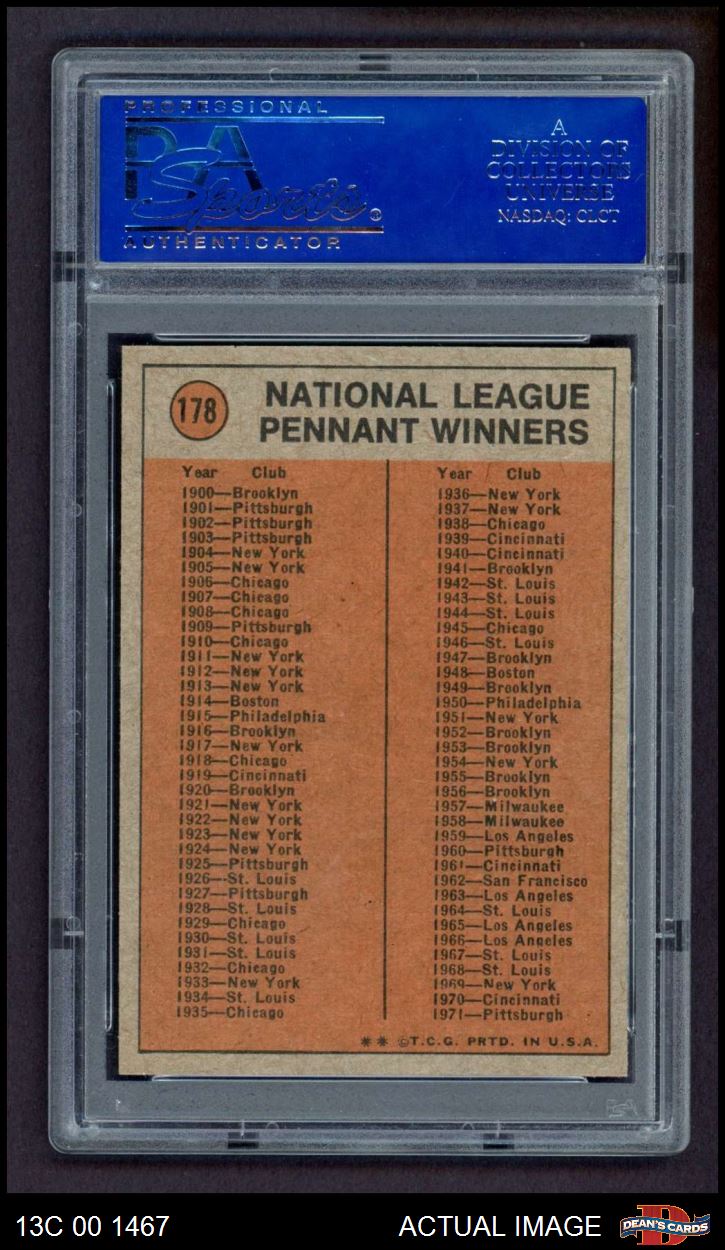 PROFESSIONAL
PSA
Sports®
AUTHENTICATOR
A
DIVISION OF
COLLECTORS
UNIVERSE
NASDAQ: CLCT
178
NATIONAL LEAGUE
PENNANT WINNERS
Year Club
1900—Brooklyn
1901—Pittsburgh
1902—Pittsburgh
1903—Pittsburgh
1904—New York
1905—New York
1906—Chicago
1907—Chicago
1908—Chicago
1909—Pittsburgh
1910—Chicago
1911—New York
1912—New York
1913—New York
1914—Boston
1915—Philadelphia
1916—Brooklyn
1917—New York
1918—Chicago
1919—Cincinnati
1920—Brooklyn
1921—New York
1922—New York
1923—New York
1924—New York
1925—Pittsburgh
1926—St. Louis
1927—Pittsburgh
1928—St. Louis
1929—Chicago
1930—St. Louis
1931—St. Louis
1932—Chicago
1933—New York
1934—St. Louis
1935—Chicago
Year Club
1936—New York
1937—New York
1938—Chicago
1939—Cincinnati
1940—Cincinnati
1941—Brooklyn
1942—St. Louis
1943—St. Louis
1944—St. Louis
1945—Chicago
1946—St. Louis
1947—Brooklyn
1948—Boston
1949—Brooklyn
1950—Philadelphia
1951—New York
1952—Brooklyn
1953—Brooklyn
1954—New York
1955—Brooklyn
1956—Brooklyn
1957—Milwaukee
1958—Milwaukee
1959—Los Angeles
1960—Pittsburgh
1961—Cincinnati
1962—San Francisco
1963—Los Angeles
1964—St. Louis
1965—Los Angeles
1966—Los Angeles
1967—St. Louis
1968—St. Louis
1969—New York
1970—Cincinnati
1971—Pittsburgh
** ©T.C.G. PRTD. IN U.S.A.
PSA
13C 00 1467
ACTUAL IMAGE
D
DEAN'S CARDS